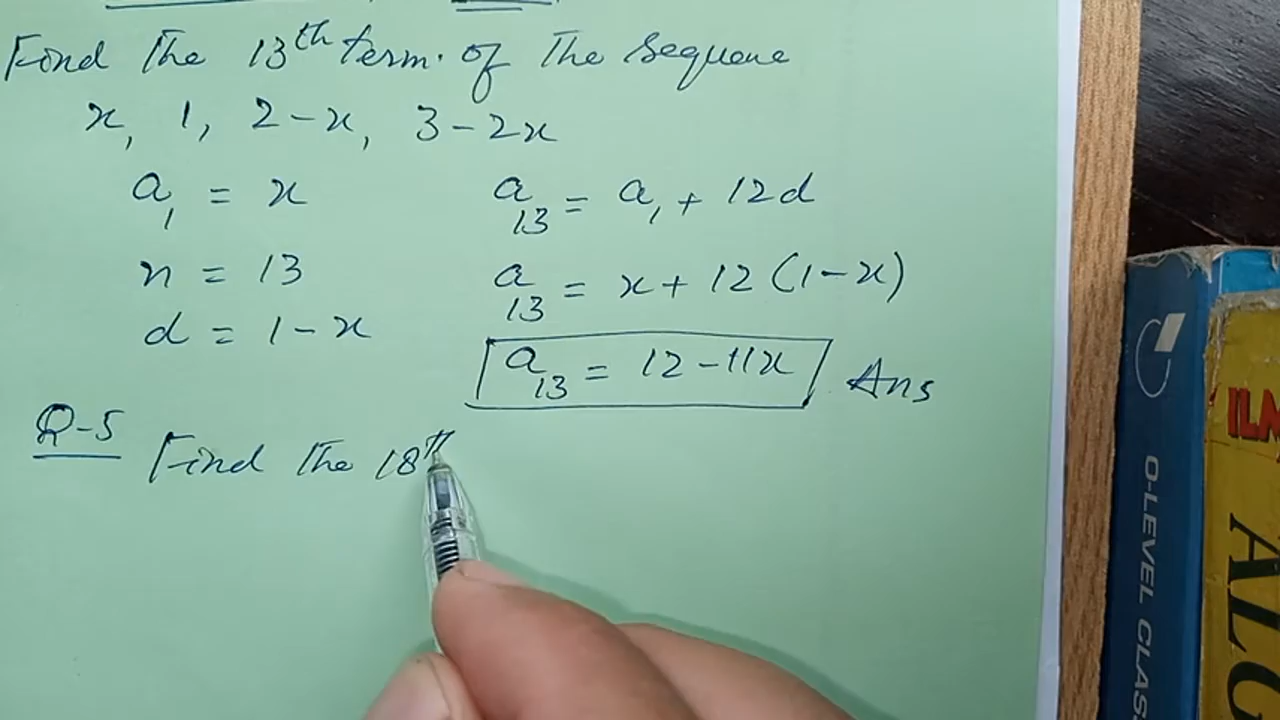 Find The 13th term. of The Sequene
x, 1, 2-x, 3-2x
a1 = x
n = 13
d = 1-x
a13 = a1 + 12d
a13 = x + 12 (1-x)
a13 = 12 - 11x Ans
Q-5 Find The 18th
O-LEVEL CLAS
ILM
ALG